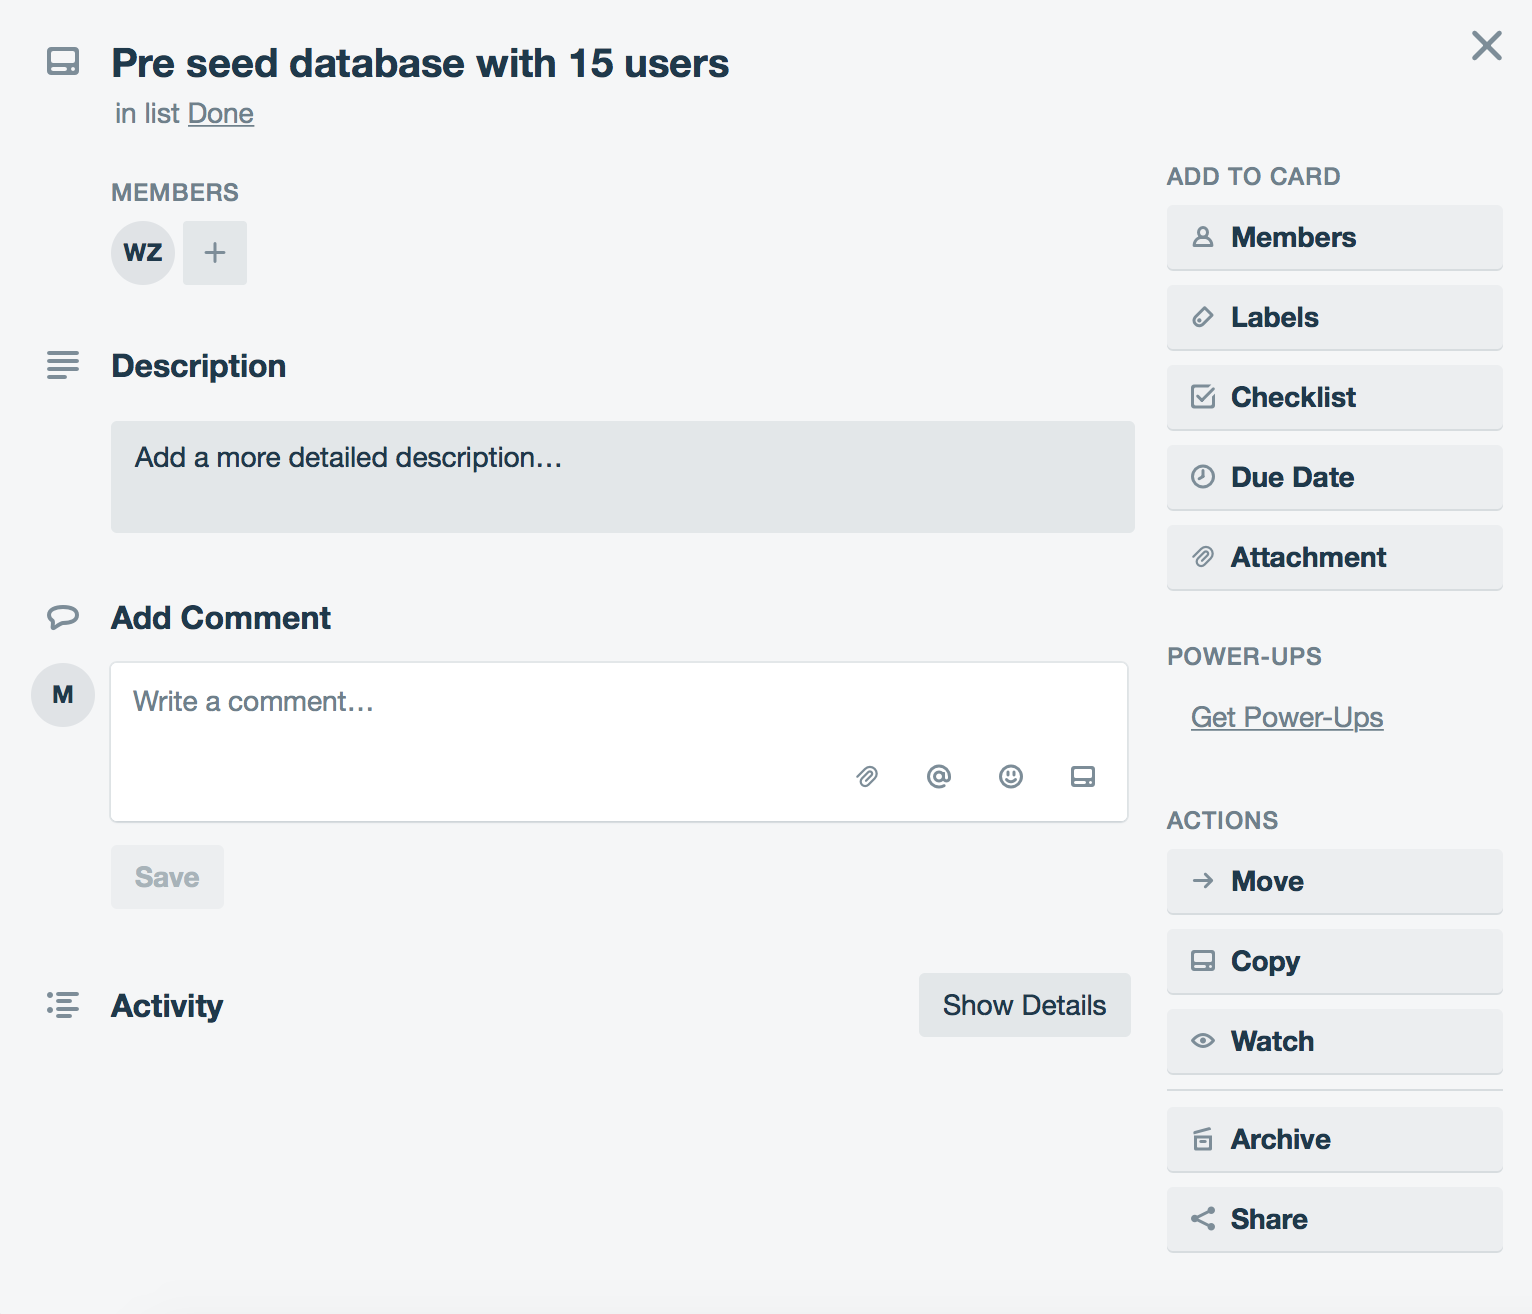 Pre seed database with 15 users
in list Done
MEMBERS
WZ
Description
Add a more detailed description…
Add Comment
M
Write a comment…
Save
Activity
Show Details
ADD TO CARD
Members
Labels
Checklist
Due Date
Attachment
POWER-UPS
Get Power-Ups
ACTIONS
Move
Copy
Watch
Archive
Share